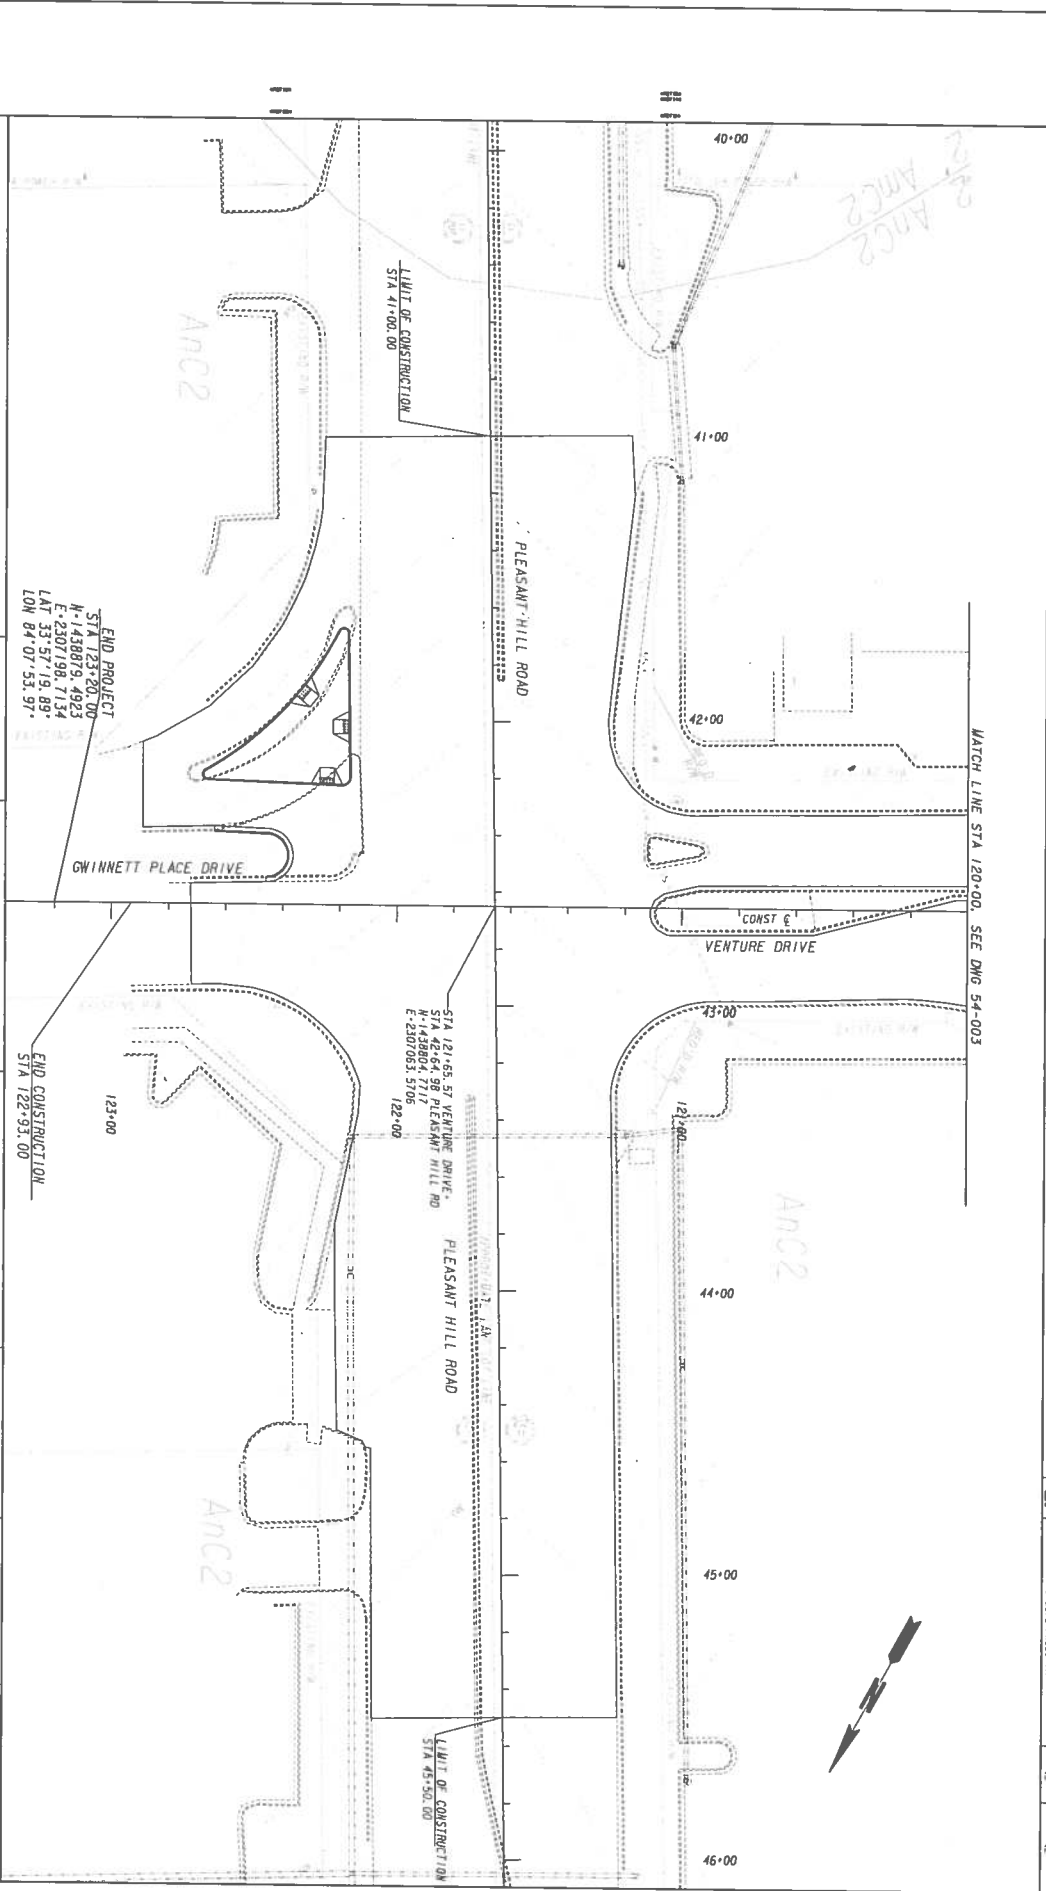 40+00
2
AmC2
AnC2
2
LIMIT OF CONSTRUCTION
STA 41+00.00
AnC2
41+00
PLEASANT HILL ROAD
END PROJECT
STA 123+20.00
N-1438879.4923
E-2307198.7134
LAT 33°57'19.89"
LON 84°07'53.97"
42+00
MATCH LINE STA 120+00, SEE DWG 54-003
GWINNETT PLACE DRIVE
CONST ℄
VENTURE DRIVE
STA 121+65.57 VENTURE DRIVE=
STA 42+64.98 PLEASANT HILL RD
N-1438804.7717
E-2307063.5706
43+00
END CONSTRUCTION
STA 122+93.00
123+00
122+00
121+00
AnC2
PLEASANT HILL ROAD
44+00
AnC2
45+00
N
LIMIT OF CONSTRUCTION
STA 45+50.00
46+00